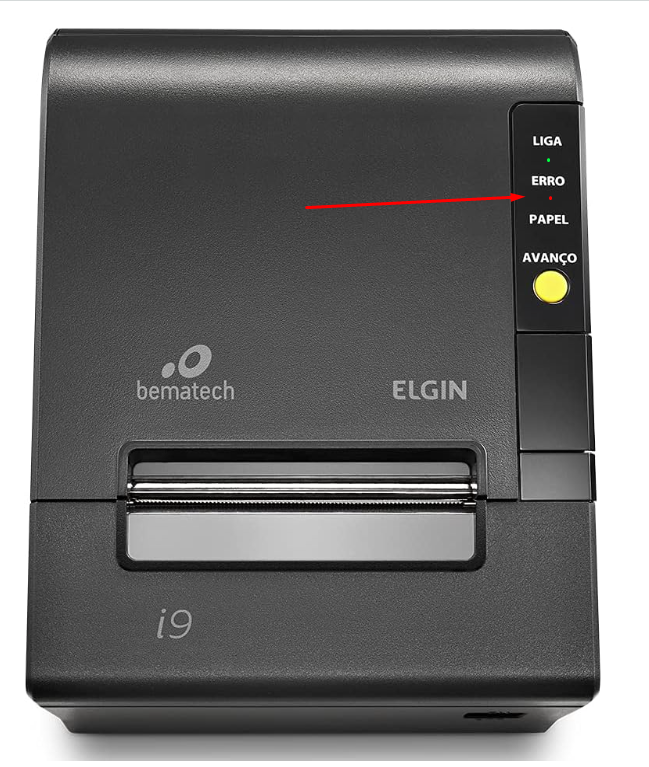 LIGA
ERRO
PAPEL
AVANÇO
bematech
ELGIN
i9